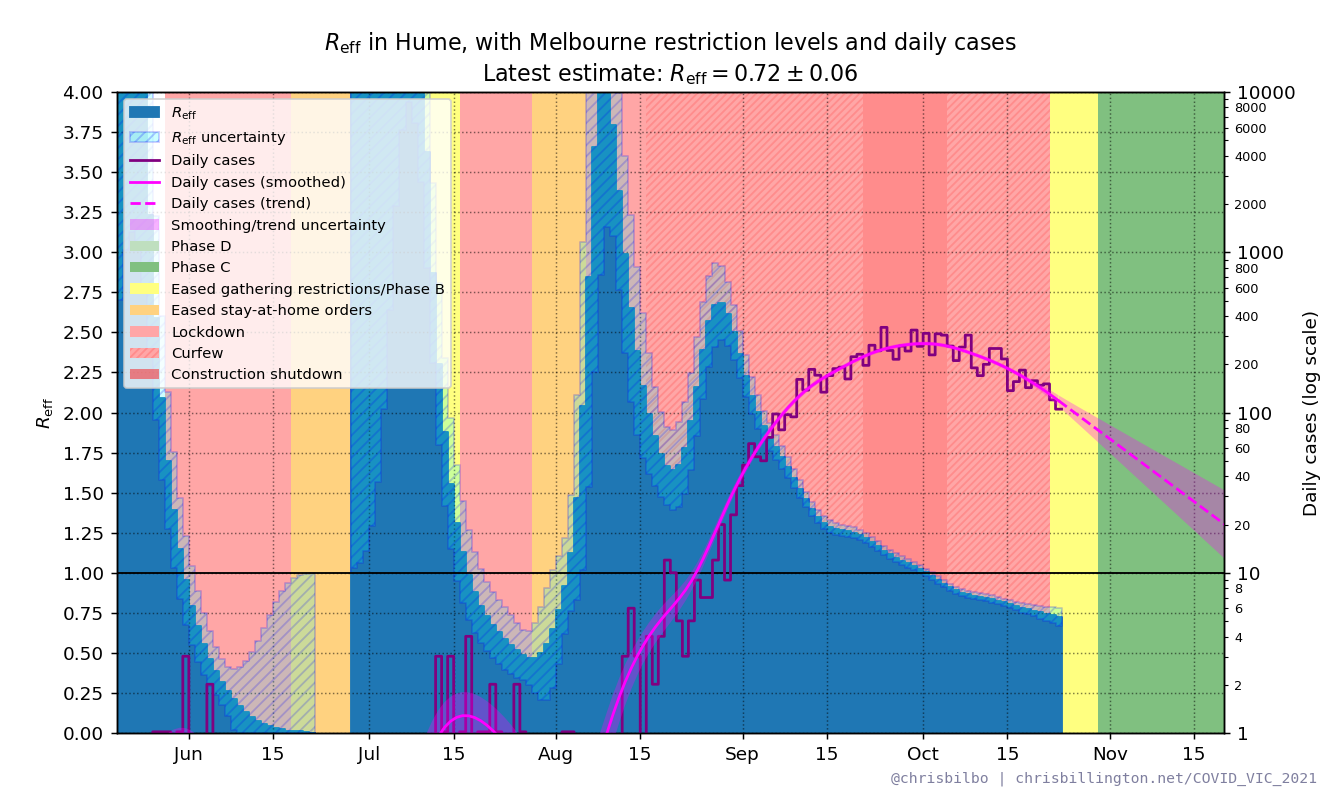 R_eff in Hume, with Melbourne restriction levels and daily cases
Latest estimate: R_eff = 0.72 ± 0.06
R_eff
R_eff uncertainty
Daily cases
Daily cases (smoothed)
Daily cases (trend)
Smoothing/trend uncertainty
Phase D
Phase C
Eased gathering restrictions/Phase B
Eased stay-at-home orders
Lockdown
Curfew
Construction shutdown
4.00
3.75
3.50
3.25
3.00
2.75
2.50
2.25
2.00
1.75
1.50
1.25
1.00
0.75
0.50
0.25
0.00
R_eff
10000
8000
6000
4000
2000
1000
800
600
400
200
100
80
60
40
20
10
8
6
4
2
1
Daily cases (log scale)
Jun 15 Jul 15 Aug 15 Sep 15 Oct 15 Nov 15
@chrisbilbo | chrisbillington.net/COVID_VIC_2021